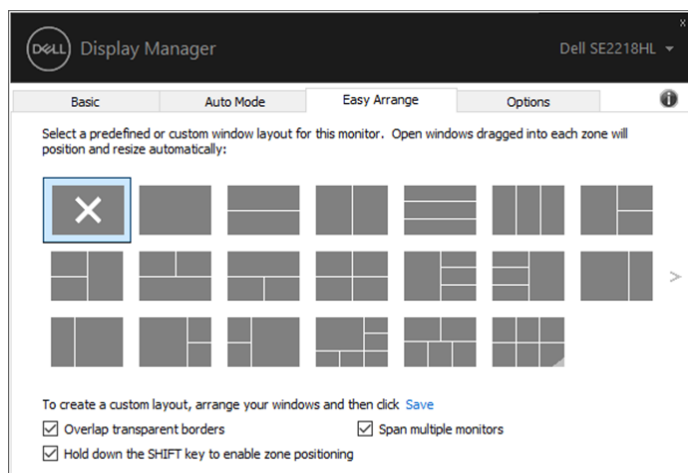 x
DELL Display Manager Dell SE2218HL
Basic Auto Mode Easy Arrange Options i
Select a predefined or custom window layout for this monitor. Open windows dragged into each zone will
position and resize automatically:
To create a custom layout, arrange your windows and then click Save
Overlap transparent borders Span multiple monitors
Hold down the SHIFT key to enable zone positioning